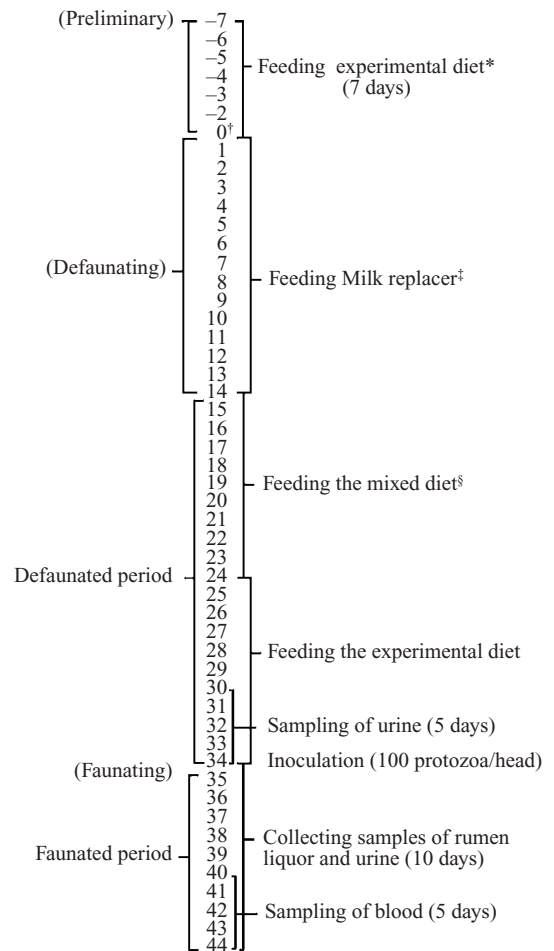 (Preliminary) –7
–6
–5
Feeding experimental diet*
–4
(7 days)
–3
–2
0†
1
2
3
4
5
6
(Defaunating) 7
8 Feeding Milk replacer‡
9
10
11
12
13
14
15
16
17
18
19 Feeding the mixed diet§
20
21
22
23
Defaunated period 24
25
26
27
28 Feeding the experimental diet
29
30
31
32 Sampling of urine (5 days)
33
34 Inoculation (100 protozoa/head)
(Faunating) 35
36
37
38 Collecting samples of rumen
Faunated period 39 liquor and urine (10 days)
40
41
42 Sampling of blood (5 days)
43
44